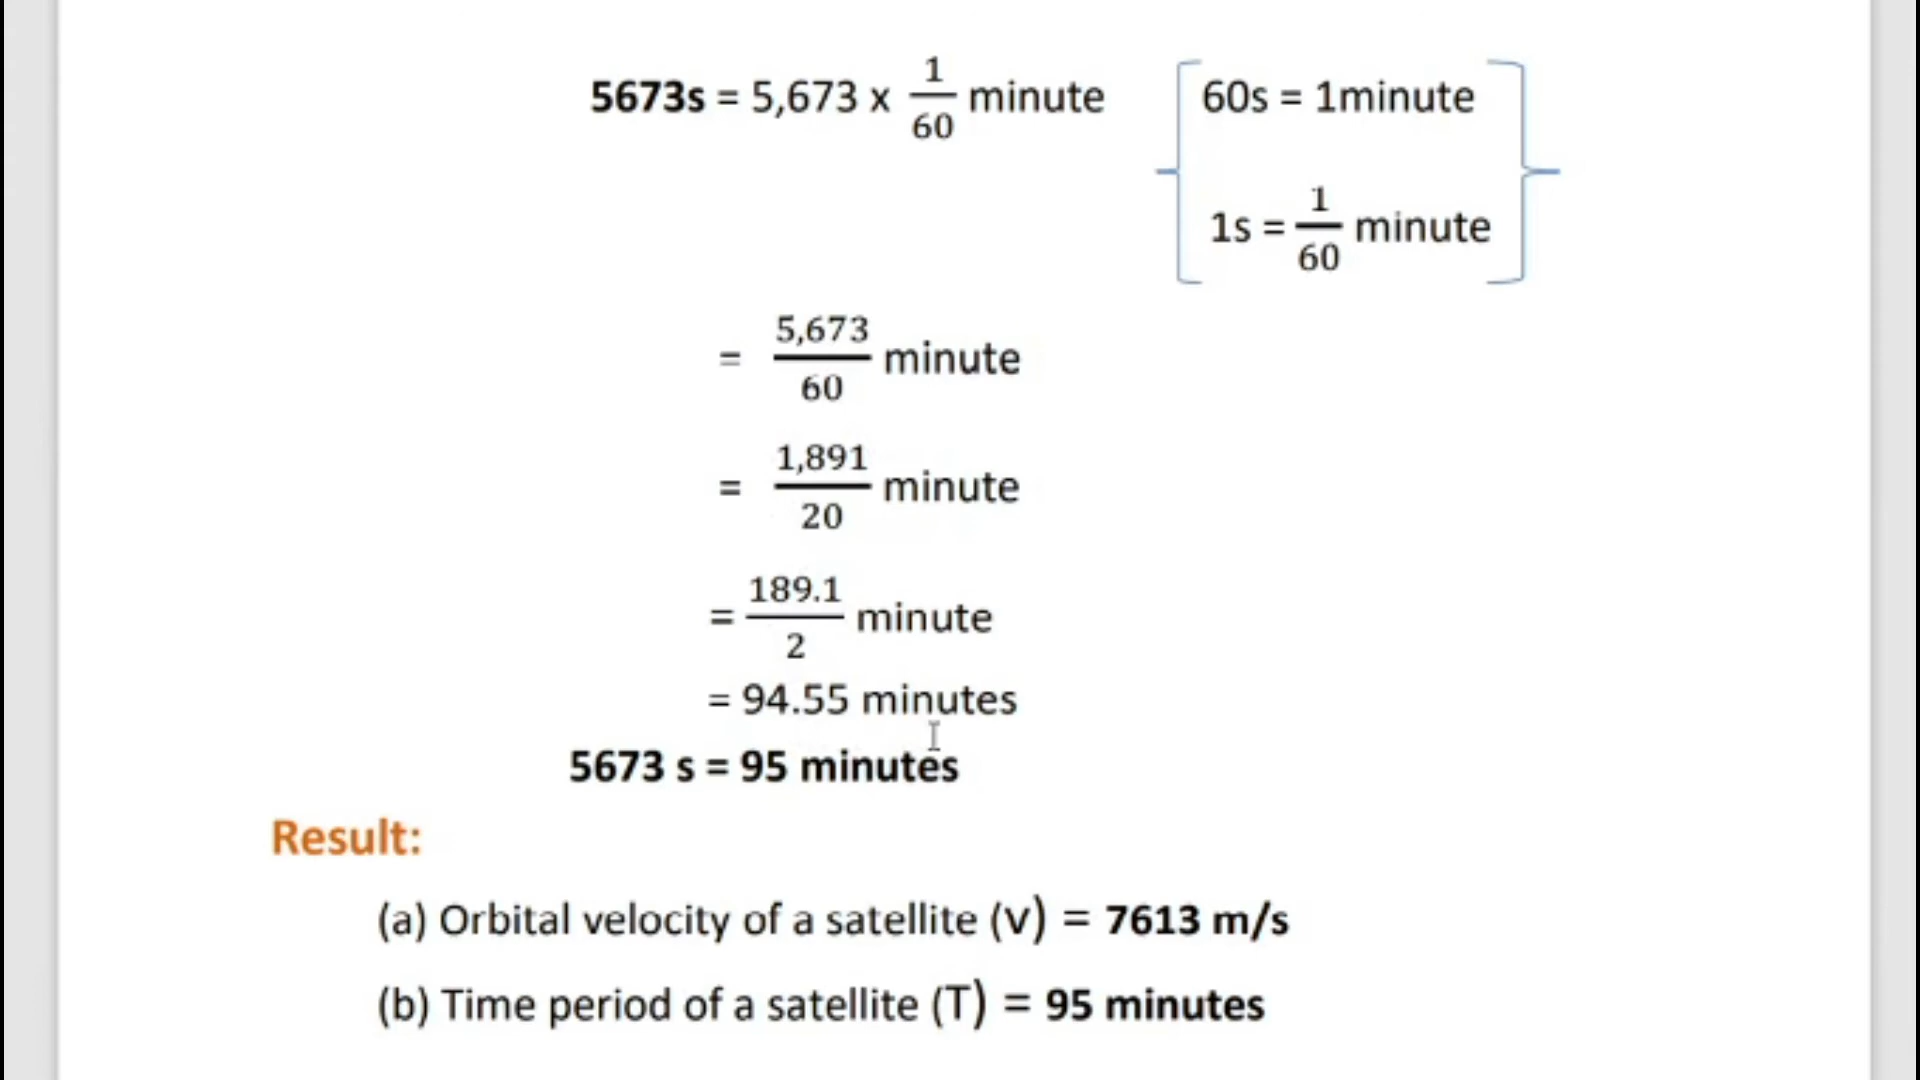 5673s = 5,673 x 1/60 minute
60s = 1minute
1s = 1/60 minute
= 5,673/60 minute
= 1,891/20 minute
= 189.1/2 minute
= 94.55 minutes
5673 s = 95 minutes
Result:
(a) Orbital velocity of a satellite (v) = 7613 m/s
(b) Time period of a satellite (T) = 95 minutes